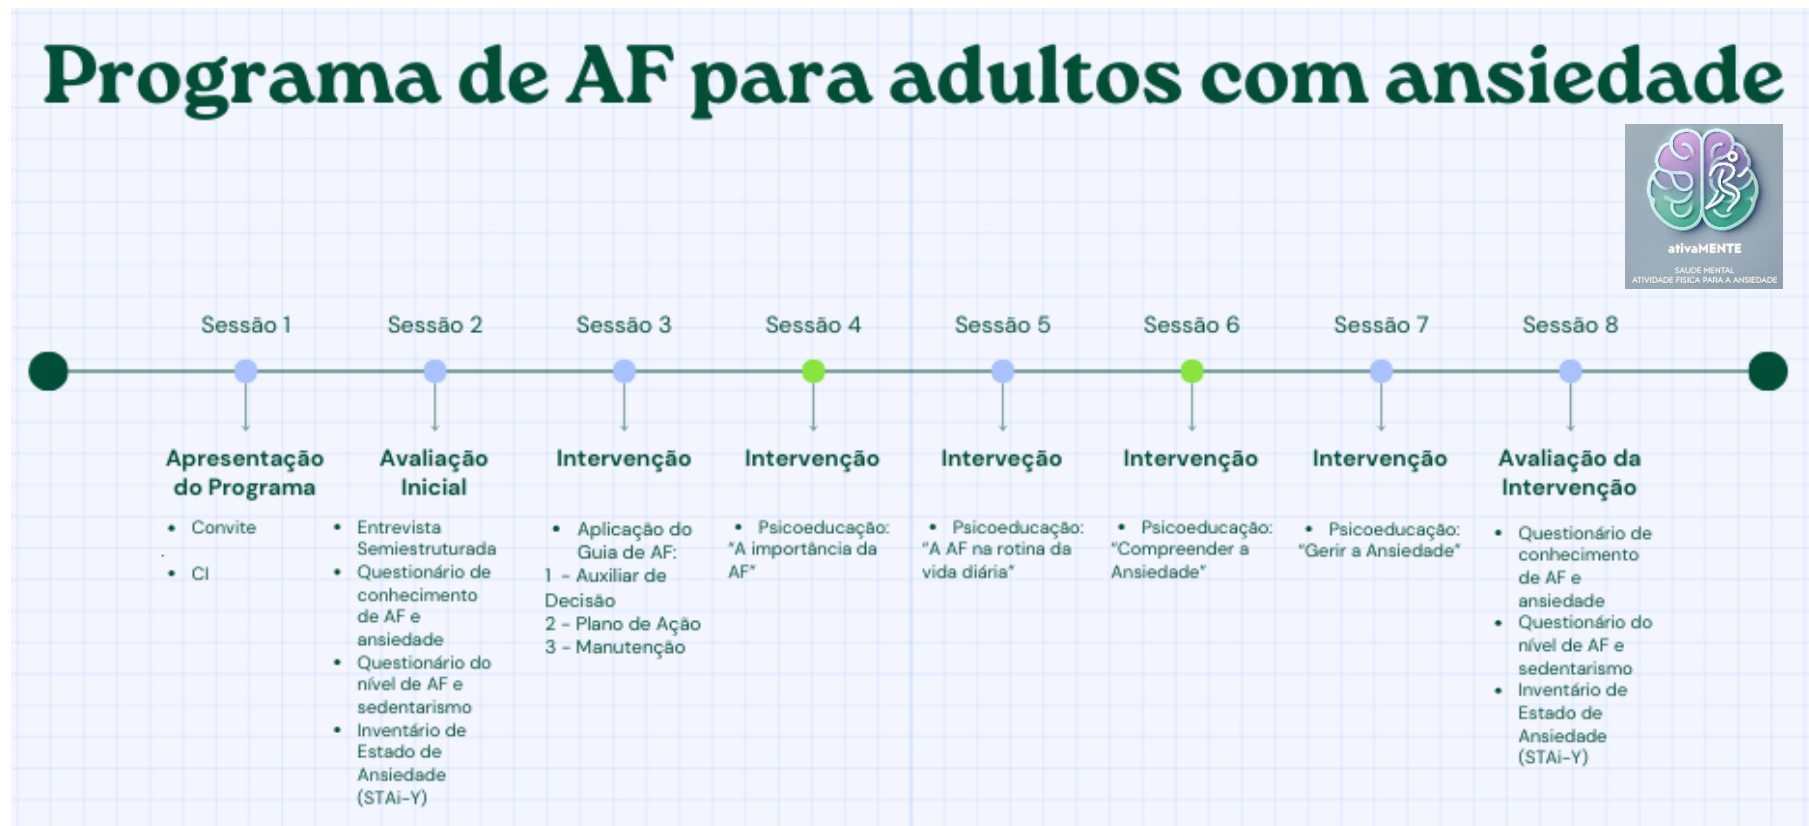 Programa de AF para adultos com ansiedade
ativaMENTE
SAUDE MENTAL
ATIVIDADE FISICA PARA A ANSIEDADE
Sessão 1
Sessão 2
Sessão 3
Sessão 4
Sessão 5
Sessão 6
Sessão 7
Sessão 8
Apresentação
do Programa
• Convite
.
• CI
Avaliação
Inicial
• Entrevista
Semiestruturada
• Questionário de
conhecimento
de AF e
ansiedade
• Questionário do
nível de AF e
sedentarismo
• Inventário de
Estado de
Ansiedade
(STAi-Y)
Intervenção
• Aplicação do
Guia de AF:
1 - Auxiliar de
Decisão
2 - Plano de Ação
3 - Manutenção
Intervenção
• Psicoeducação:
"A importância da
AF"
Interveção
• Psicoeducação:
"A AF na rotina da
vida diária"
Intervenção
• Psicoeducação:
"Compreender a
Ansiedade"
Intervenção
• Psicoeducação:
"Gerir a Ansiedade"
Avaliação da
Intervenção
• Questionário de
conhecimento
de AF e
ansiedade
• Questionário do
nível de AF e
sedentarismo
• Inventário de
Estado de
Ansiedade
(STAi-Y)